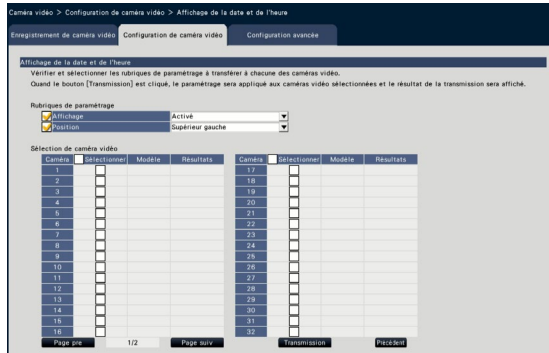 Caméra vidéo > Configuration de caméra vidéo > Affichage de la date et de l'heure
Enregistrement de caméra vidéo Configuration de caméra vidéo Configuration avancée
Affichage de la date et de l'heure
Vérifier et sélectionner les rubriques de paramétrage à transférer à chacune des caméras vidéo.
Quand le bouton [Transmission] est cliqué, le paramétrage sera appliqué aux caméras vidéo sélectionnées et le résultat de la transmission sera affiché.
Rubriques de paramétrage
Affichage Activé
Position Supérieur gauche
Sélection de caméra vidéo
Caméra Sélectionner Modèle Résultats Caméra Sélectionner Modèle Résultats
1 17
2 18
3 19
4 20
5 21
6 22
7 23
8 24
9 25
10 26
11 27
12 28
13 29
14 30
15 31
16 32
Page pre 1/2 Page suiv Transmission Précédent